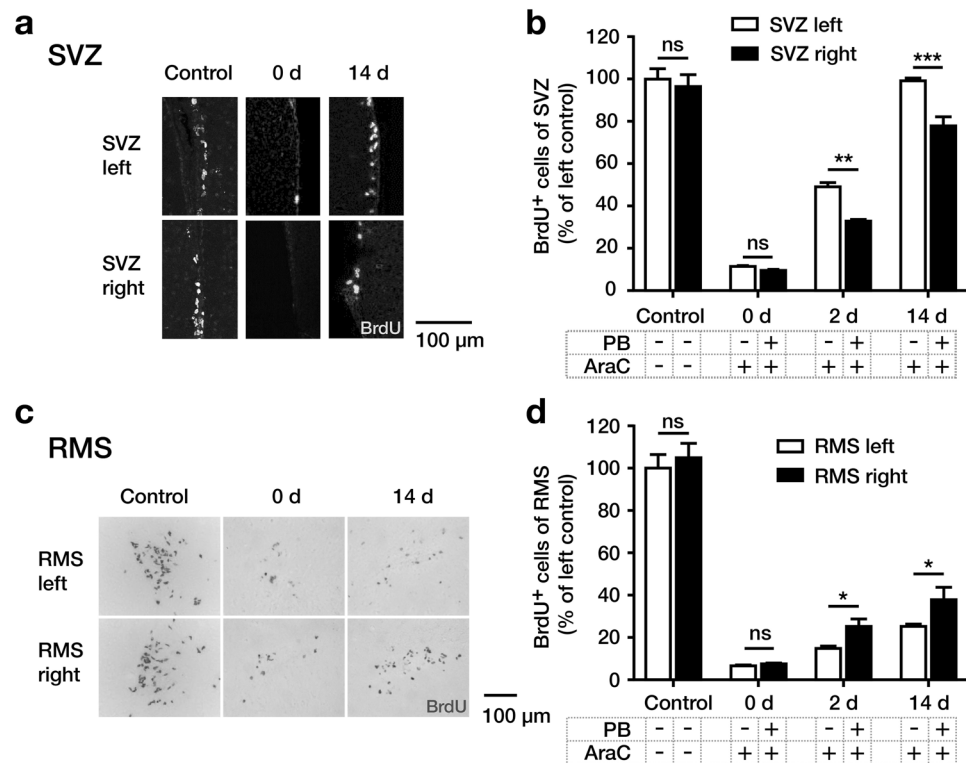 a
SVZ
Control 0 d 14 d
SVZ
left
SVZ
right
BrdU
100 µm
b
BrdU⁺ cells of SVZ
(% of left control)
120
100
80
60
40
20
0
SVZ left
SVZ right
ns
ns
**
***
Control 0 d 2 d 14 d
PB - - - + - + - +
AraC - - + + + + + +
c
RMS
Control 0 d 14 d
RMS
left
RMS
right
BrdU
100 µm
d
BrdU⁺ cells of RMS
(% of left control)
120
100
80
60
40
20
0
RMS left
RMS right
ns
ns
*
*
Control 0 d 2 d 14 d
PB - - - + - + - +
AraC - - + + + + + +